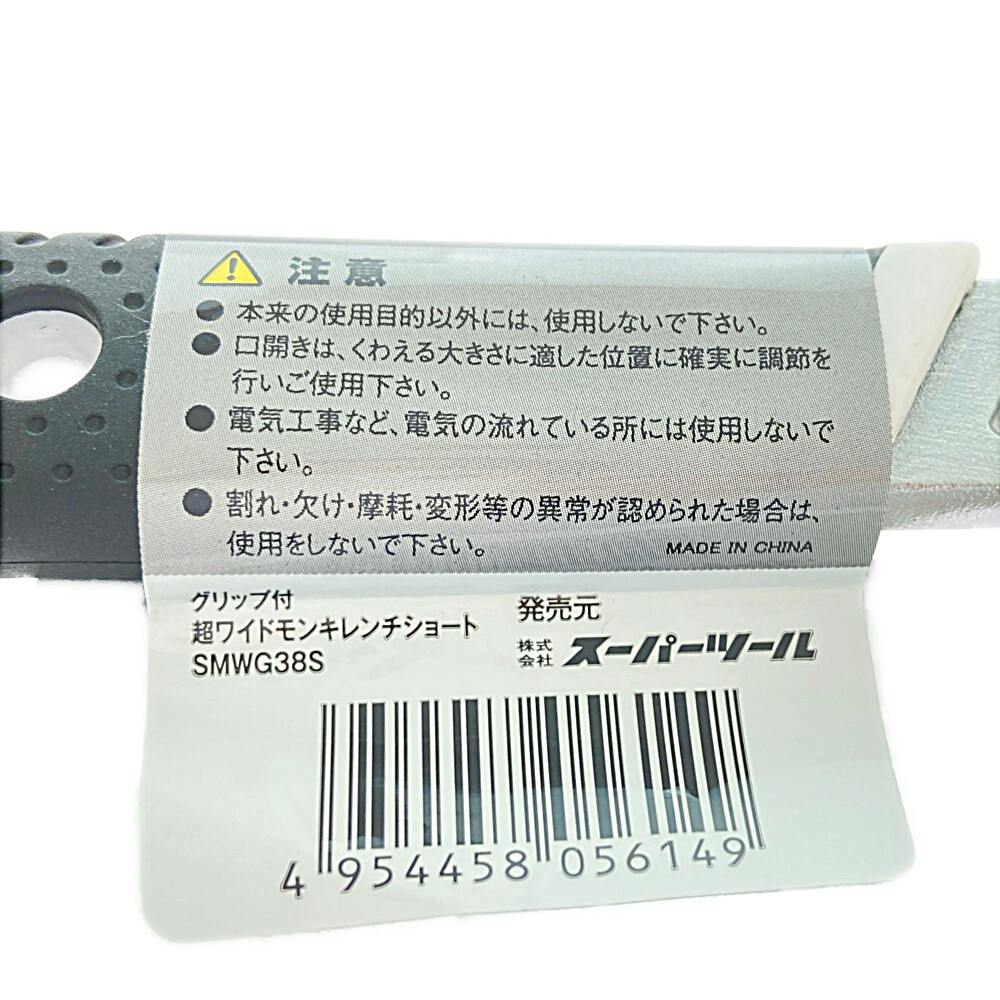 注意
● 本来の使用目的以外には、使用しないで下さい。
● 口開きは、くわえる大きさに適した位置に確実に調節を
行いご使用下さい。
● 電気工事など、電気の流れている所には使用しないで
下さい。
● 割れ・欠け・摩耗・変形等の異常が認められた場合は、
使用をしないで下さい。
MADE IN CHINA
グリップ付
超ワイドモンキレンチショート
SMWG38S
発売元
株式会社 スーパーツール
4 954458 056149